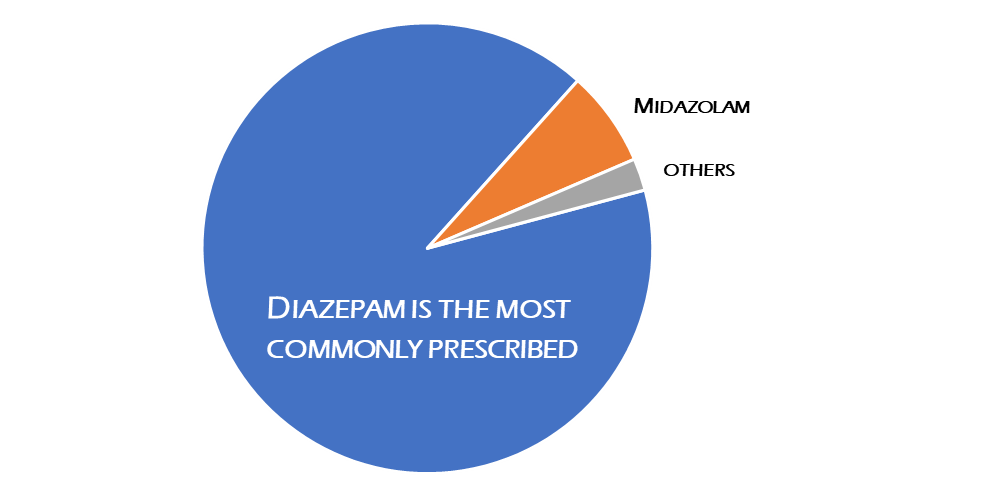 Midazolam
others
Diazepam is the most
commonly prescribed